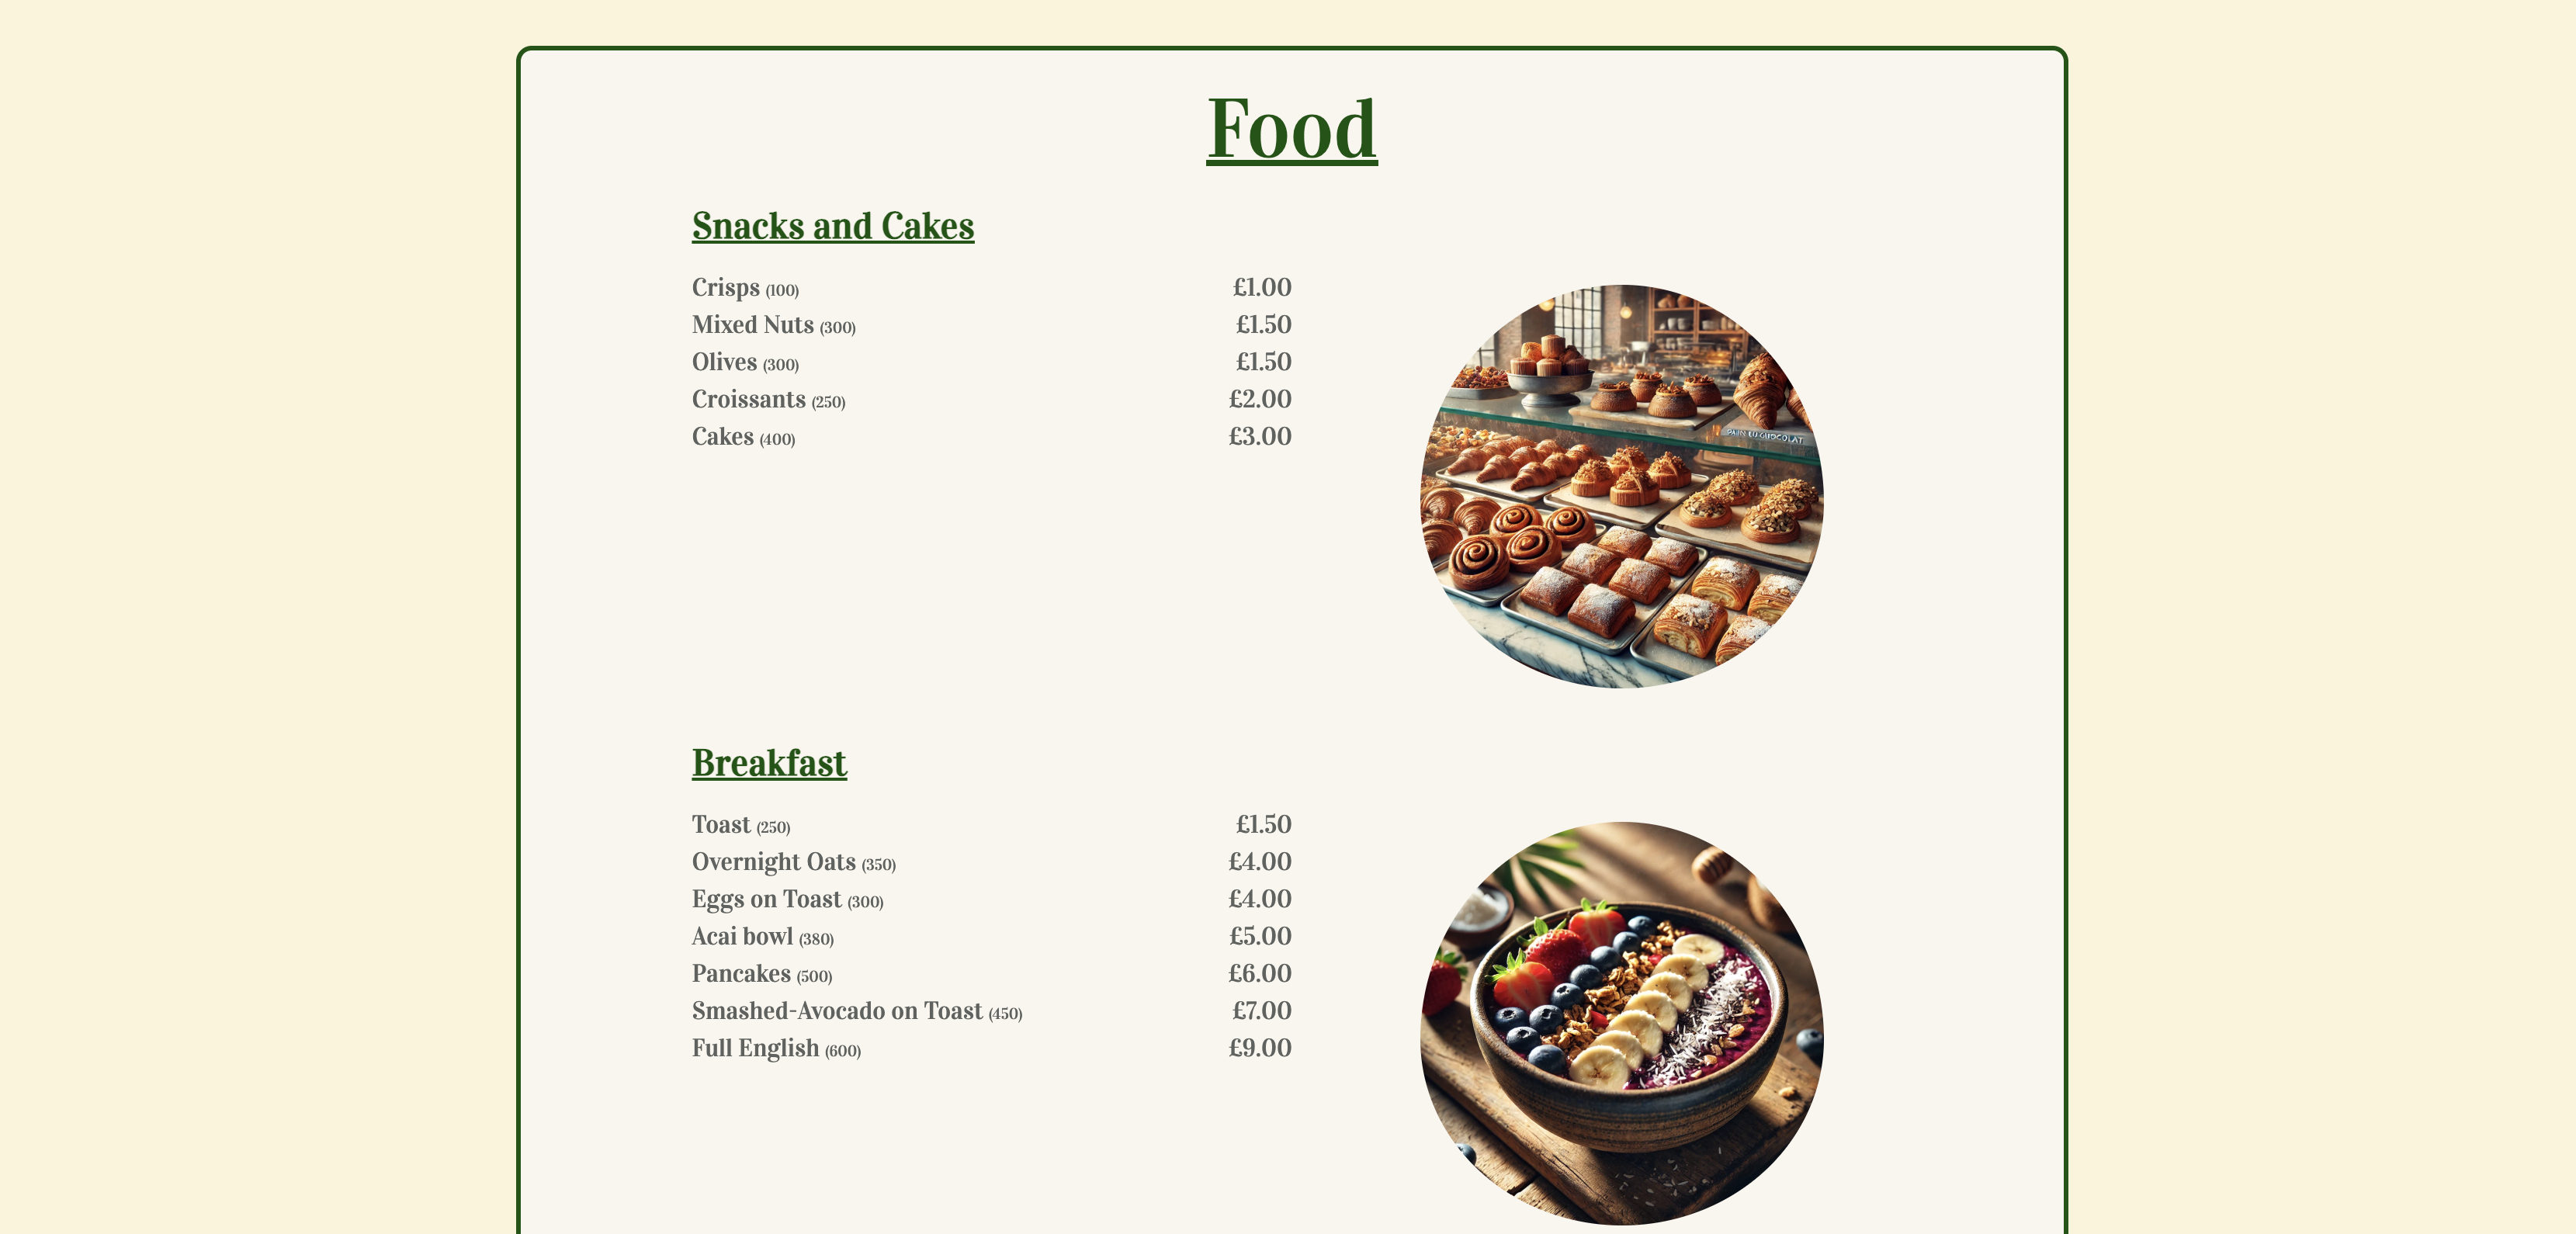 Food
Snacks and Cakes
Crisps (100) £1.00
Mixed Nuts (300) £1.50
Olives (300) £1.50
Croissants (250) £2.00
Cakes (400) £3.00
Breakfast
Toast (250) £1.50
Overnight Oats (350) £4.00
Eggs on Toast (300) £4.00
Acai bowl (380) £5.00
Pancakes (500) £6.00
Smashed-Avocado on Toast (450) £7.00
Full English (600) £9.00